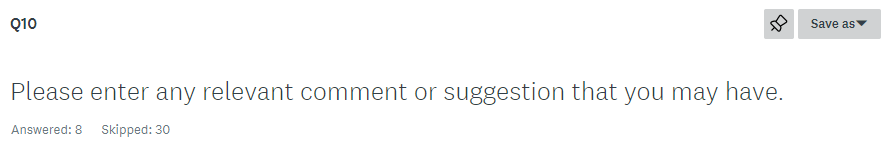 Q10
Save as
Please enter any relevant comment or suggestion that you may have.
Answered: 8 Skipped: 30